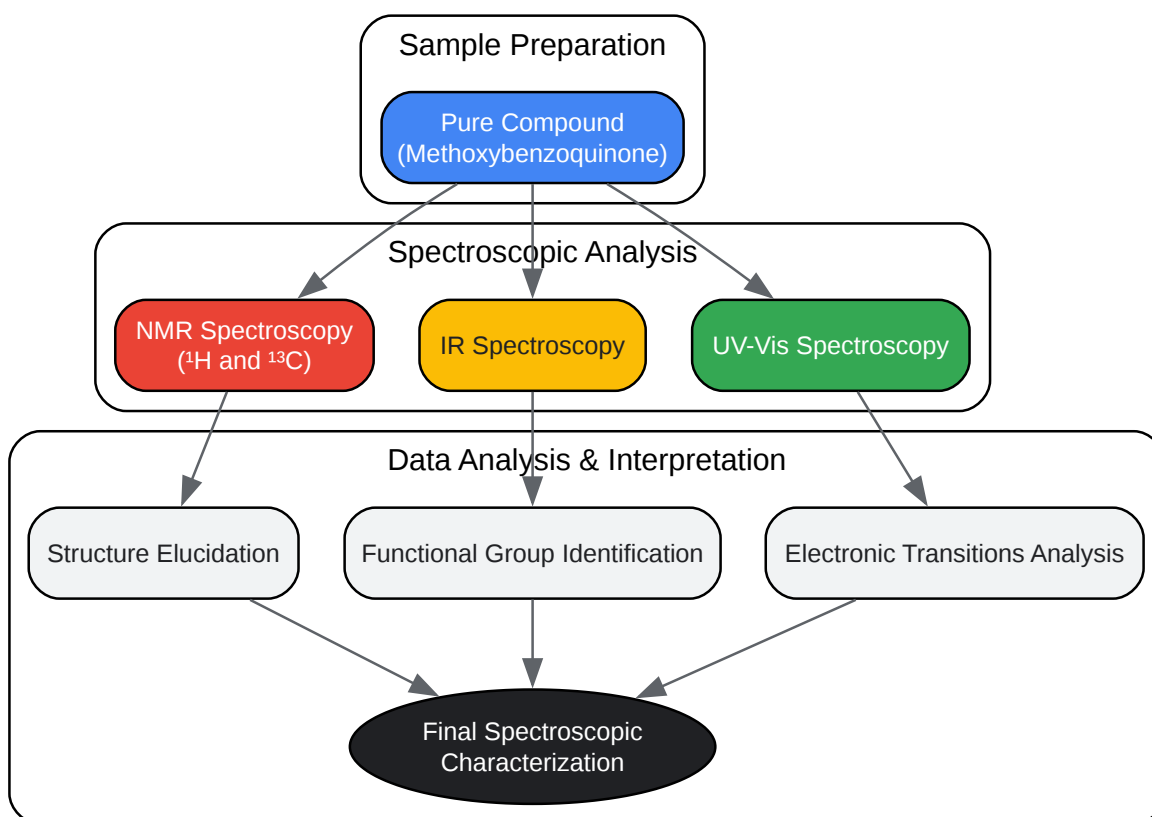 Sample Preparation
Pure Compound
(Methoxybenzoquinone)
Spectroscopic Analysis
NMR Spectroscopy
(¹H and ¹³C)
IR Spectroscopy
UV-Vis Spectroscopy
Data Analysis & Interpretation
Structure Elucidation
Functional Group Identification
Electronic Transitions Analysis
Final Spectroscopic
Characterization